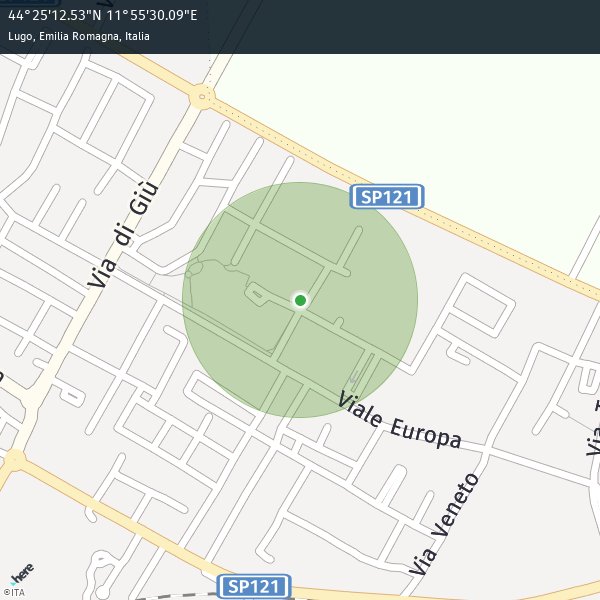 44°25'12.53"N 11°55'30.09"E
Lugo, Emilia Romagna, Italia
SP121
Via di Giù
Viale Europa
Via
Via Veneto
SP121
here
©ITA